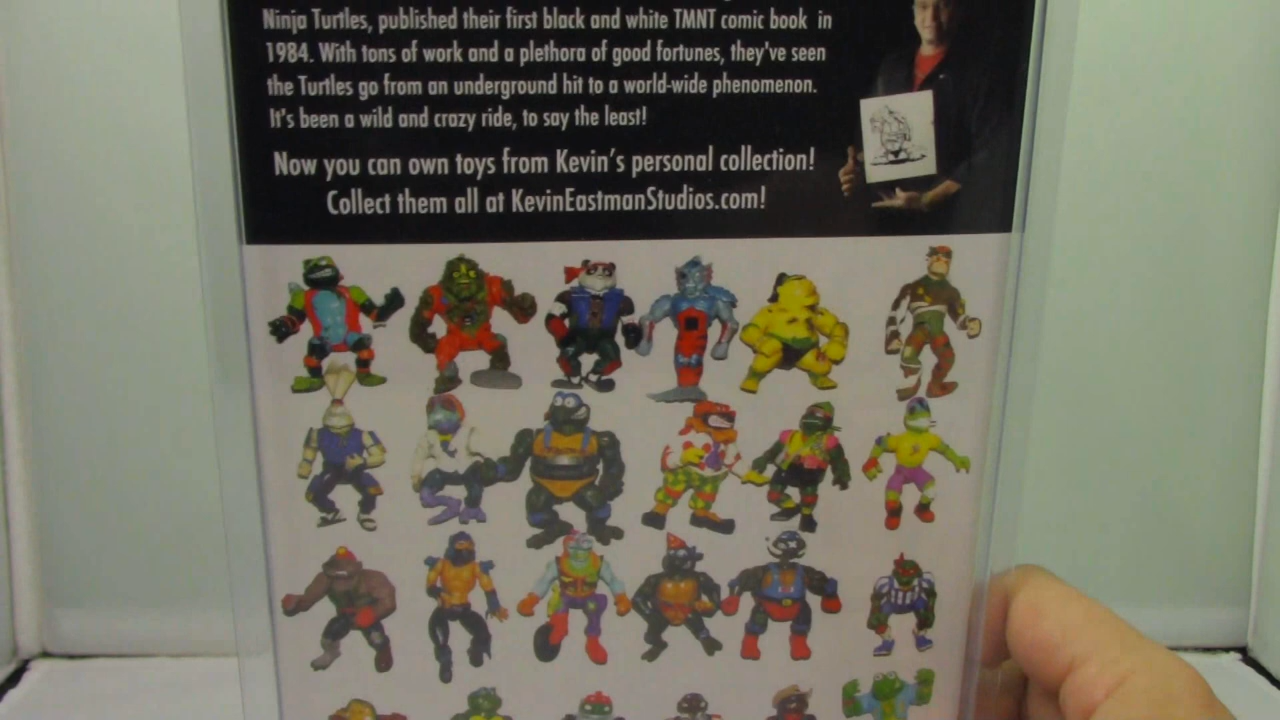 Ninja Turtles, published their first black and white TMNT comic book in
1984. With tons of work and a plethora of good fortunes, they've seen
the Turtles go from an underground hit to a world-wide phenomenon.
It's been a wild and crazy ride, to say the least!
Now you can own toys from Kevin's personal collection!
Collect them all at KevinEastmanStudios.com!